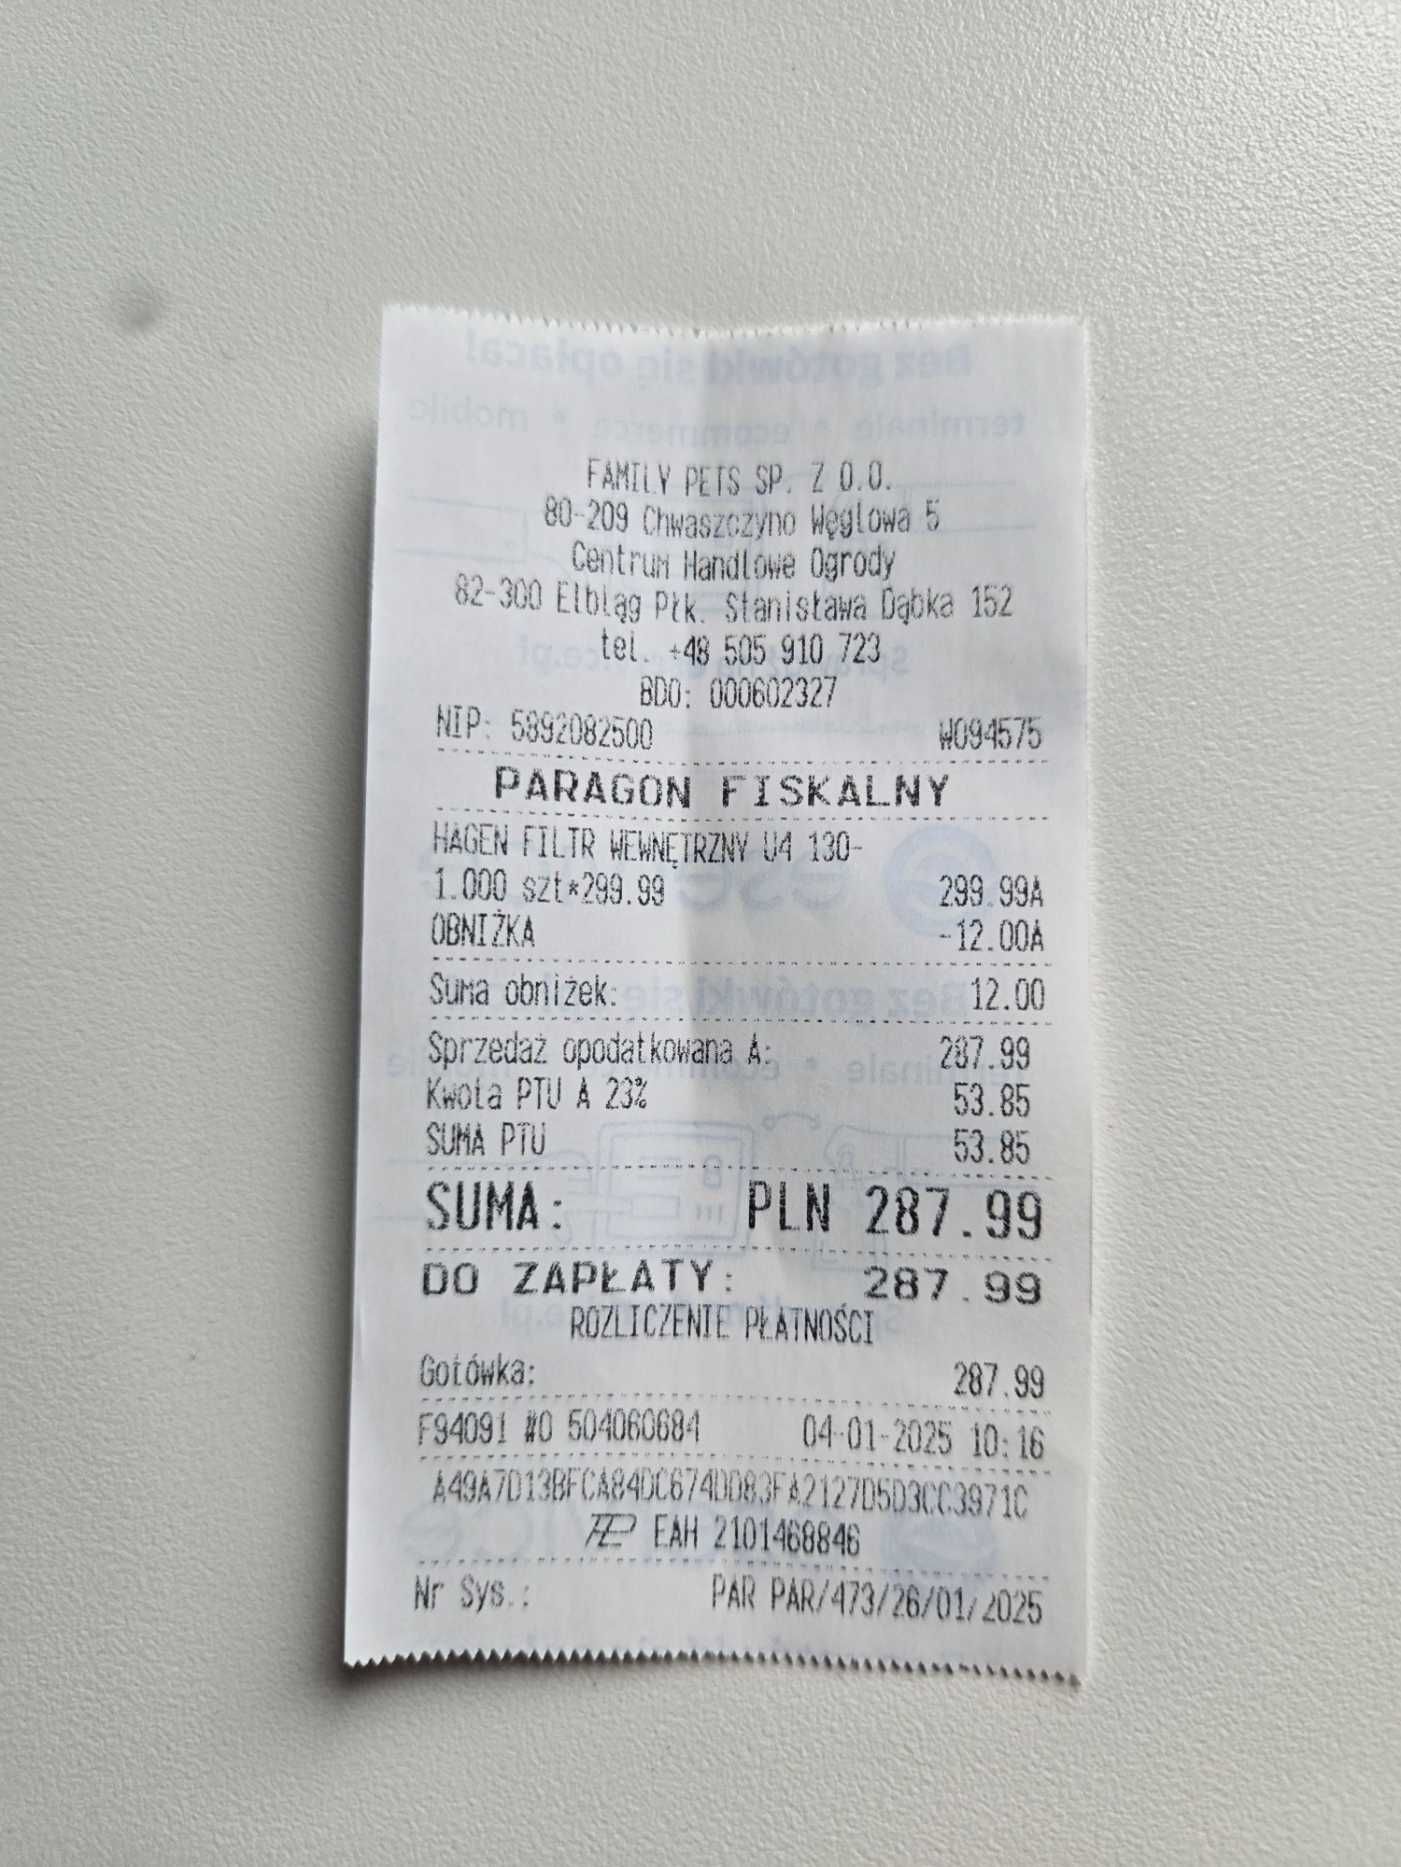 FAMILY PETS SP. Z O.O.
80-209 Chwaszczyno Węglowa 5
Centrum Handlowe Ogrody
82-300 Elbląg Płk. Stanisława Dąbka 152
tel. +48 505 910 723
BDO: 000602327
NIP: 5892082500 W094575
PARAGON FISKALNY
HAGEN FILTR WEWNĘTRZNY U4 130-
1.000 szt*299.99 299.99A
OBNIŻKA -12.00A
Suma obniżek: 12.00
Sprzedaż opodatkowana A: 287.99
Kwota PTU A 23% 53.85
SUMA PTU 53.85
SUMA: PLN 287.99
DO ZAPŁATY: 287.99
ROZLICZENIE PŁATNOŚCI
Gotówka: 287.99
F94091 #0 504060684 04-01-2025 10:16
A49A7D13BFCA84DC674DD83FA2127D5D3CC3971C
EAH 2101468846
Nr Sys.: PAR PAR/473/26/01/2025